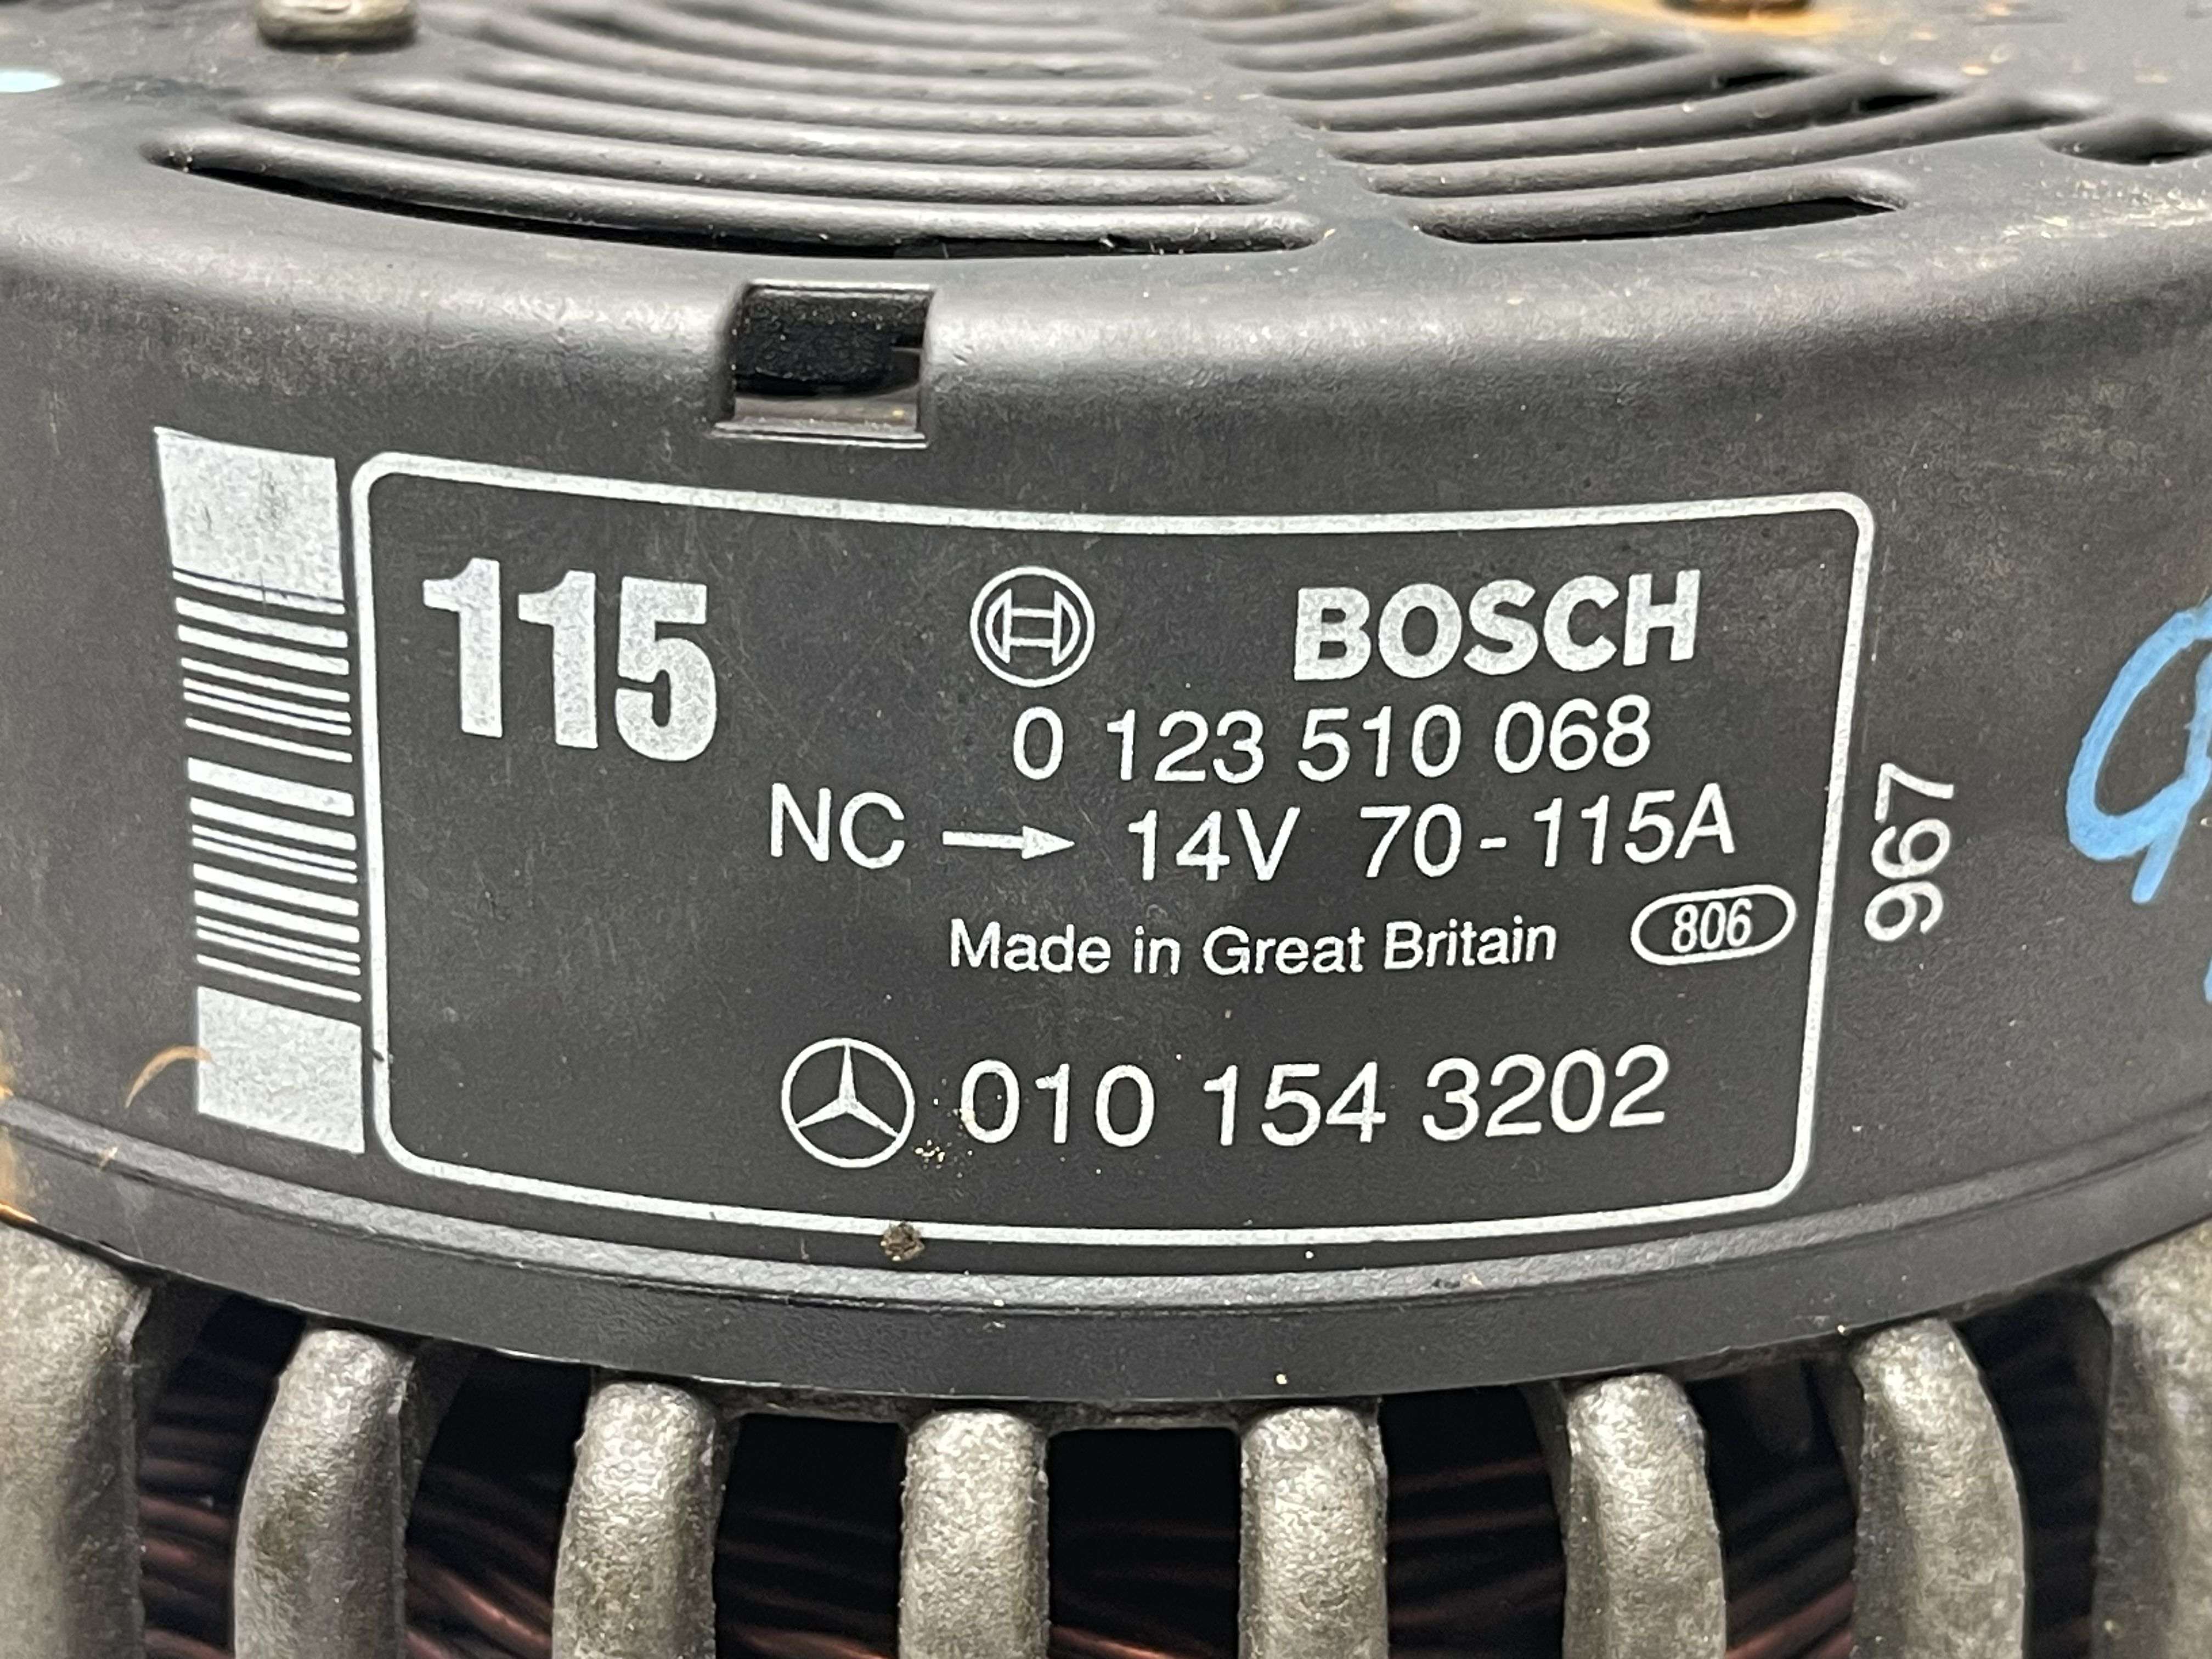 115 BOSCH
0 123 510 068
NC → 14V 70-115A
Made in Great Britain 806
010 154 3202
967